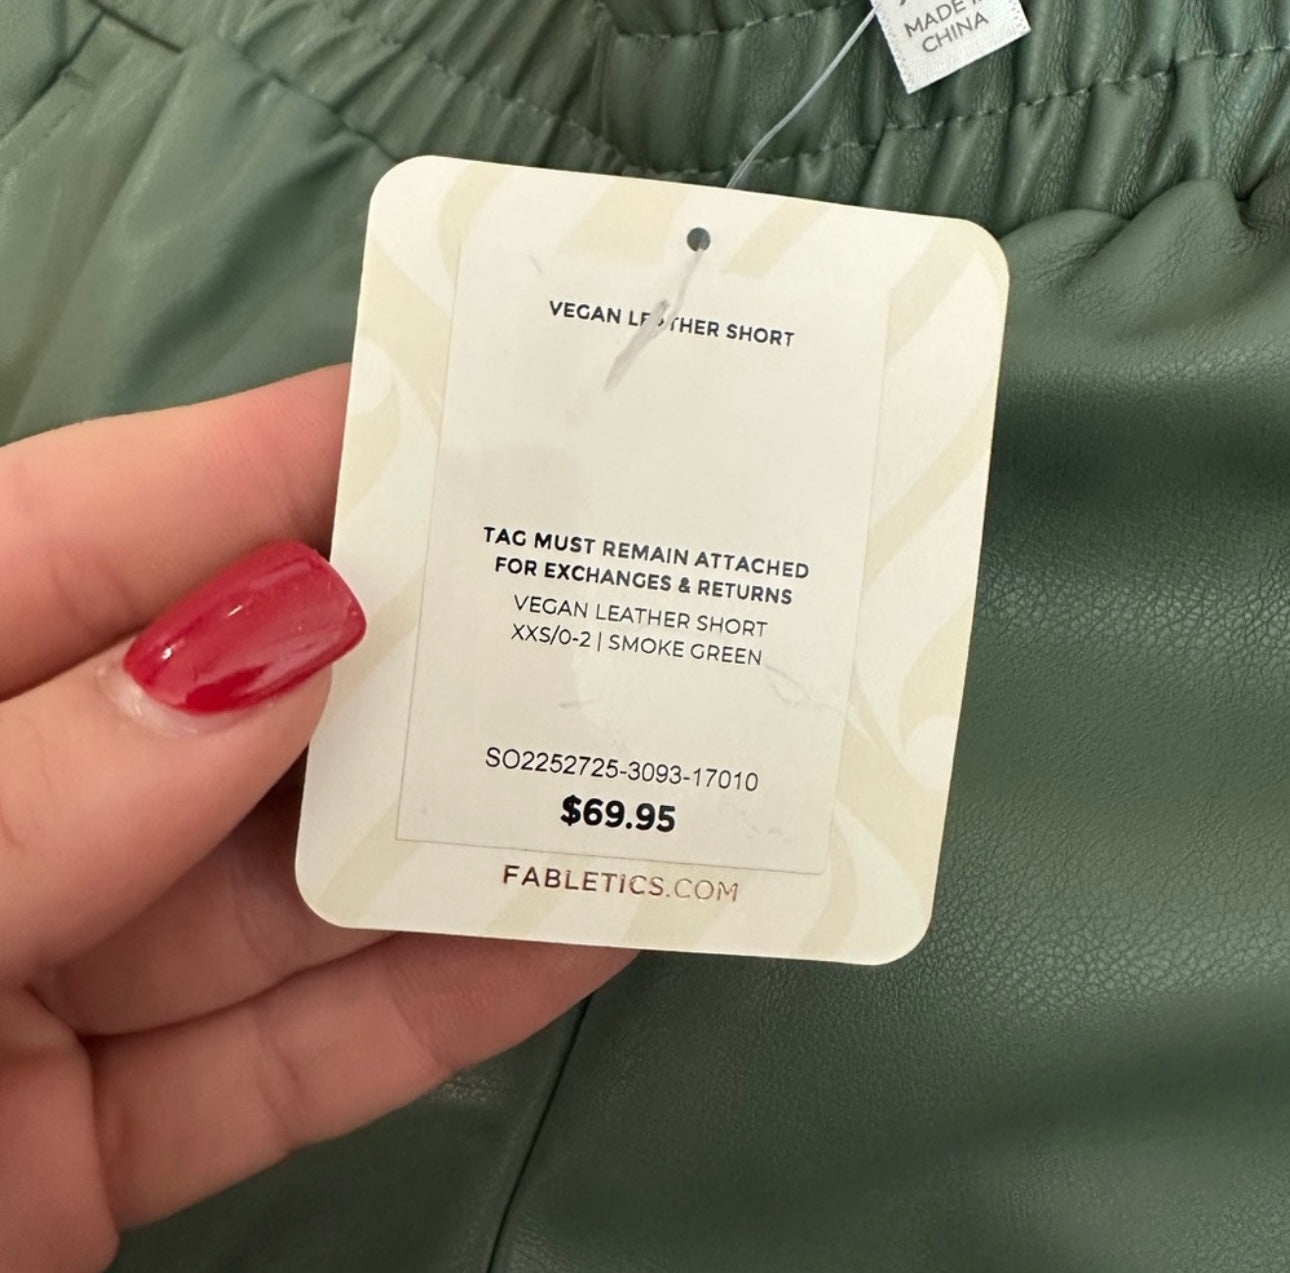 MADE IN
CHINA
VEGAN LEATHER SHORT
TAG MUST REMAIN ATTACHED
FOR EXCHANGES & RETURNS
VEGAN LEATHER SHORT
XXS/0-2 | SMOKE GREEN
SO2252725-3093-17010
$69.95
FABLETICS.COM